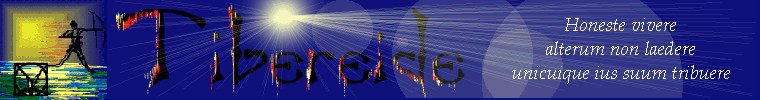 Tibereide
Honeste vivere
alterum non laedere
unicuique ius suum tribuere